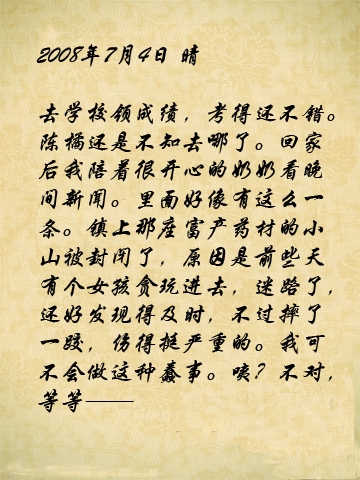 2008年7月4日 晴
去学校领成绩，考得还不错。
陈橘还是不知去哪了。回家
后我陪着很开心的奶奶看晚
间新闻。里面好像有这么一
条。镇上那座富产药材的小
山被封闭了，原因是前些天
有个女孩贪玩进去，迷路了，
还好发现得及时，不过摔了
一跤，伤得挺严重的。我可
不会做这种蠢事。咦？不对，
等等——